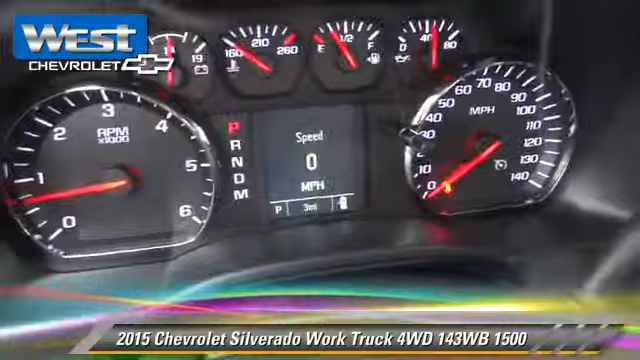 West
CHEVROLET
19
160 210 260
E 1/2 F
0 40 80
0 1 2 3 4 5 6
RPM
x1000
P
R
N
D
M
Speed
0
MPH
P 3mi
MPH
0 30 40 50 60 70 80 90 100 110 120 130 140
2015 Chevrolet Silverado Work Truck 4WD 143WB 1500